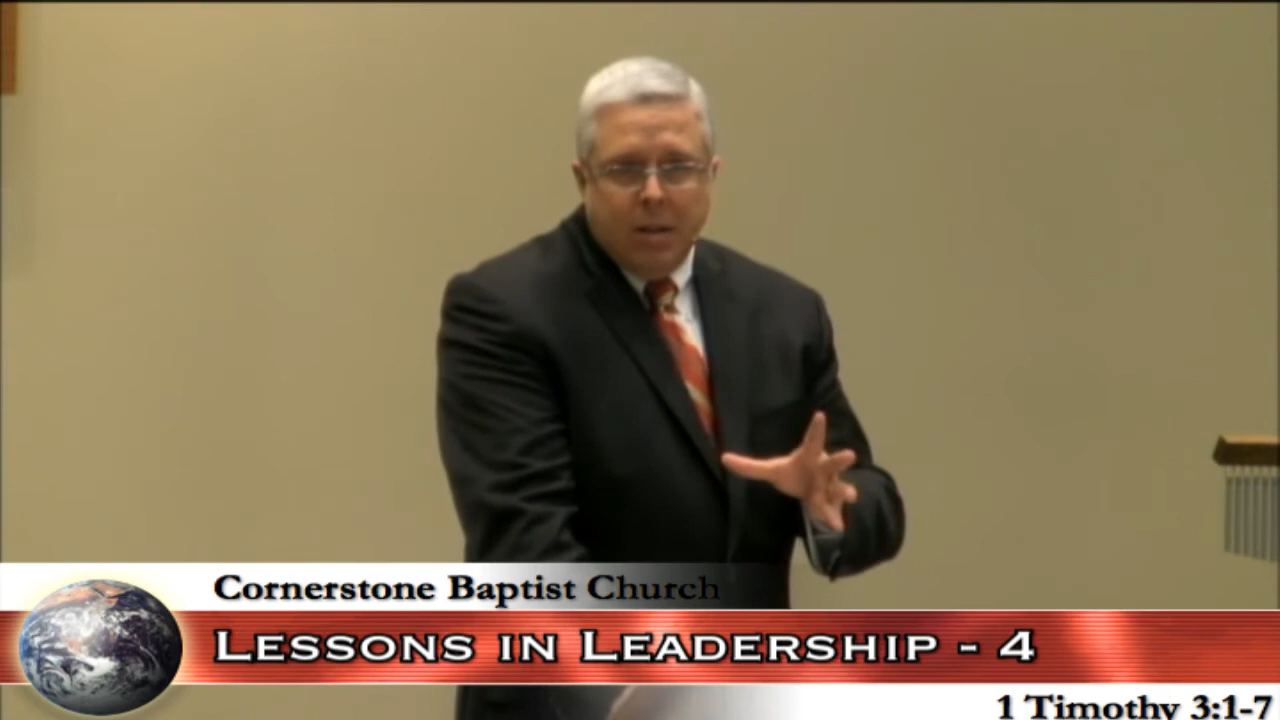 Cornerstone Baptist Church
LESSONS IN LEADERSHIP - 4
1 Timothy 3:1-7